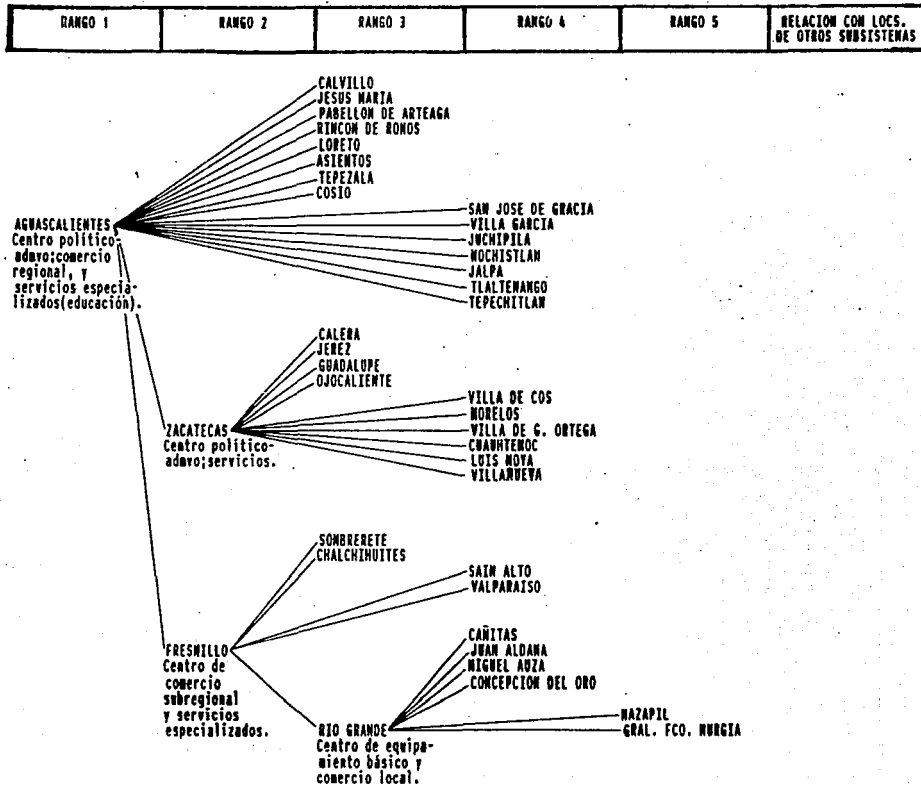 RANGO 1
RANGO 2
RANGO 3
RANGO 4
RANGO 5
RELACION CON LOCS.
DE OTROS SUBSISTEMAS
CALVILLO
JESUS MARIA
PABELLON DE ARTEAGA
RINCON DE ROMOS
LORETO
ASIENTOS
TEPEZALA
COSIO
AGUASCALIENTES
Centro político-
admvo;comercio
regional, y
servicios especia-
lizados(educación).
SAN JOSE DE GRACIA
VILLA GARCIA
JUCHIPILA
NOCHISTLAN
JALPA
TLALTENANGO
TEPECHITLAN
CALERA
JEREZ
GUADALUPE
OJOCALIENTE
ZACATECAS
Centro político-
admvo;servicios.
VILLA DE COS
MORELOS
VILLA DE G. ORTEGA
CUAUHTEMOC
LUIS MOYA
VILLANUEVA
SOMBRERETE
CHALCHIHUITES
SAIN ALTO
VALPARAISO
FRESNILLO
Centro de
comercio
subregional
y servicios
especializados.
CAÑITAS
JUAN ALDAMA
MIGUEL AUZA
CONCEPCION DEL ORO
RIO GRANDE
Centro de equipa-
miento básico y
comercio local.
MAZAPIL
GRAL. FCO. MURGIA